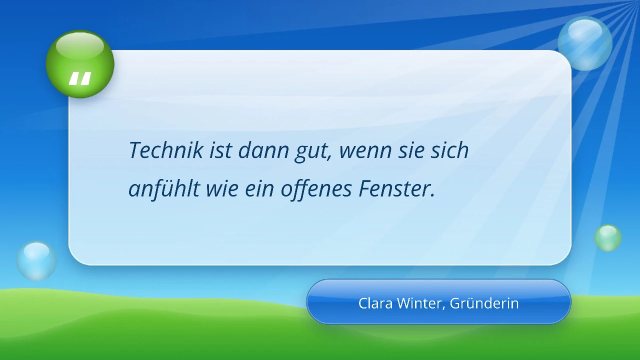 "
Technik ist dann gut, wenn sie sich
anfühlt wie ein offenes Fenster.
Clara Winter, Gründerin